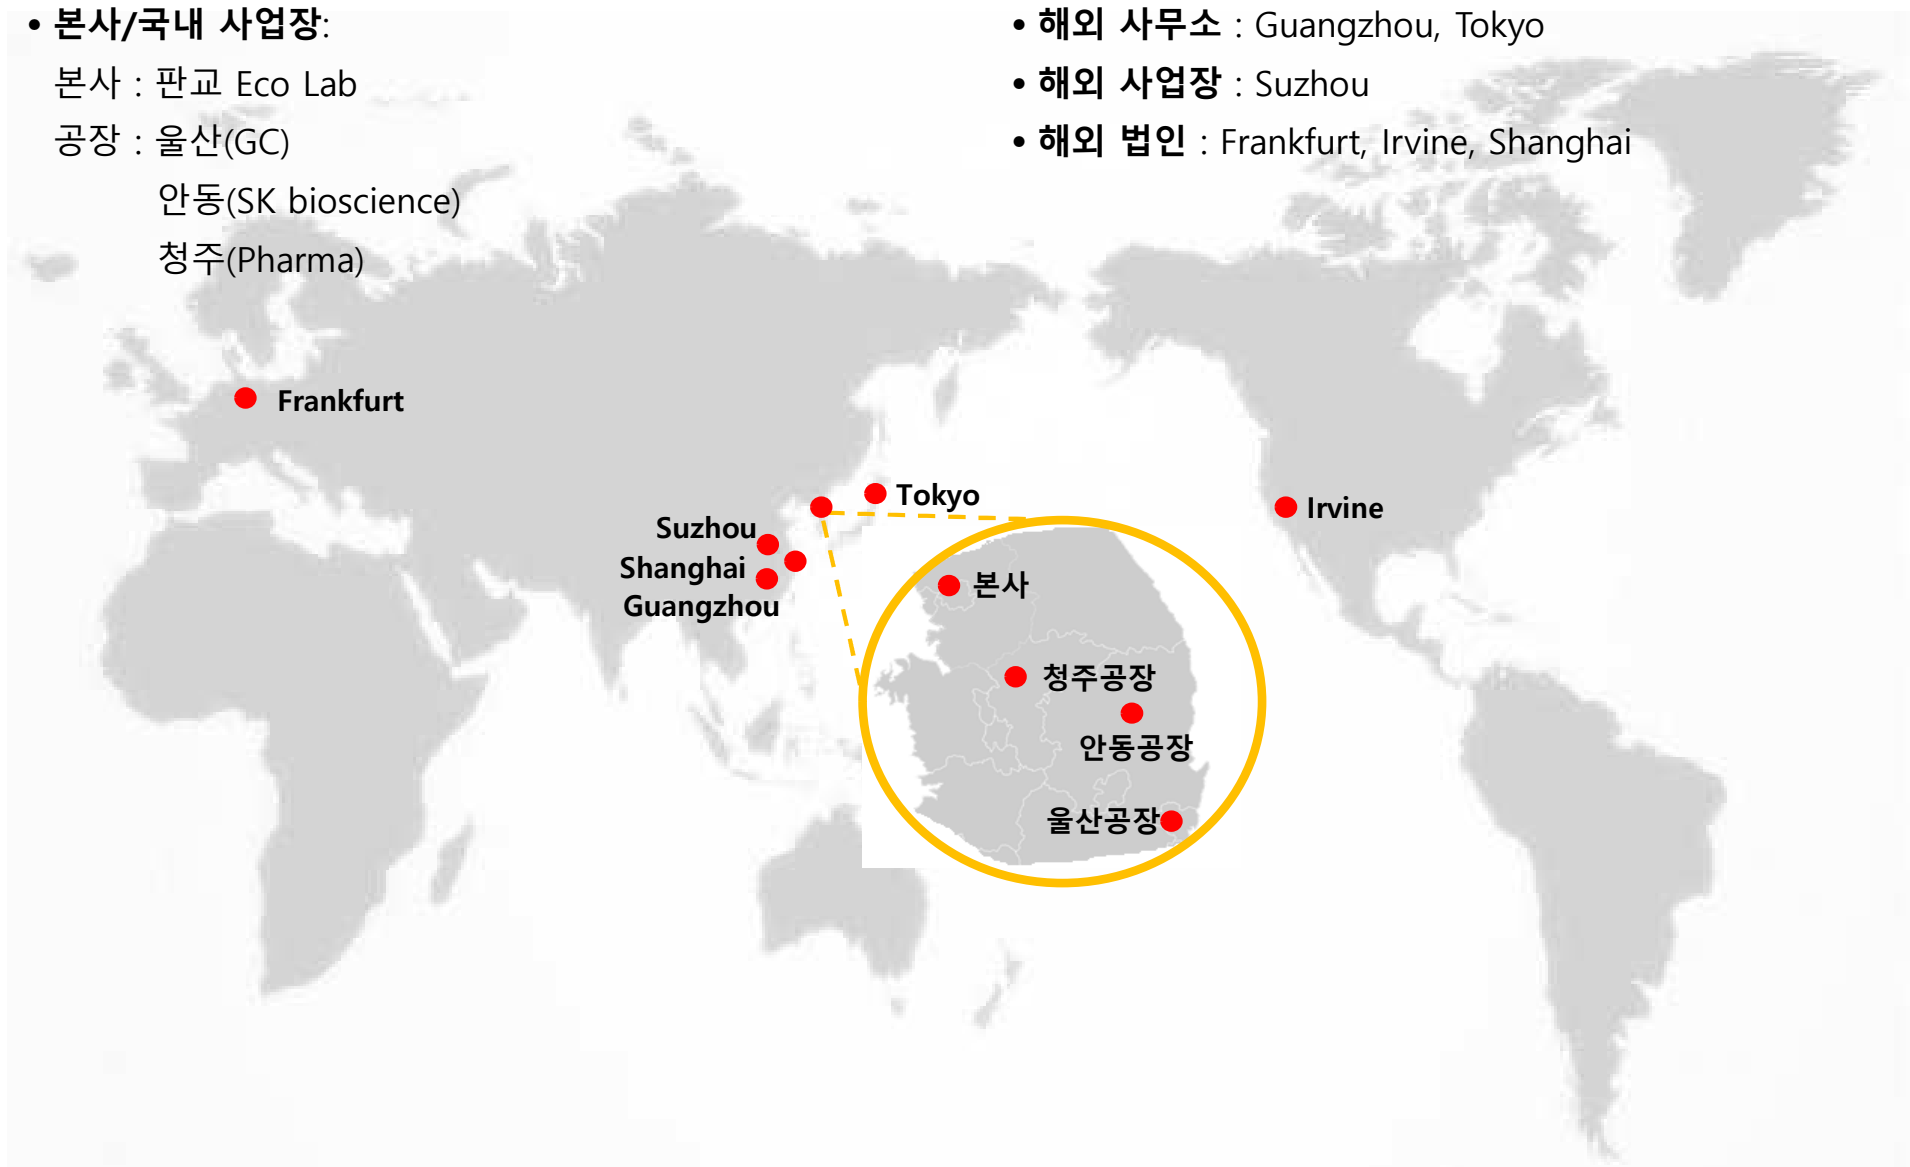 • 본사/국내 사업장:
본사 : 판교 Eco Lab
공장 : 울산(GC)
안동(SK bioscience)
청주(Pharma)
• 해외 사무소 : Guangzhou, Tokyo
• 해외 사업장 : Suzhou
• 해외 법인 : Frankfurt, Irvine, Shanghai
Frankfurt
Tokyo
Irvine
Suzhou
Shanghai
Guangzhou
본사
청주공장
안동공장
울산공장